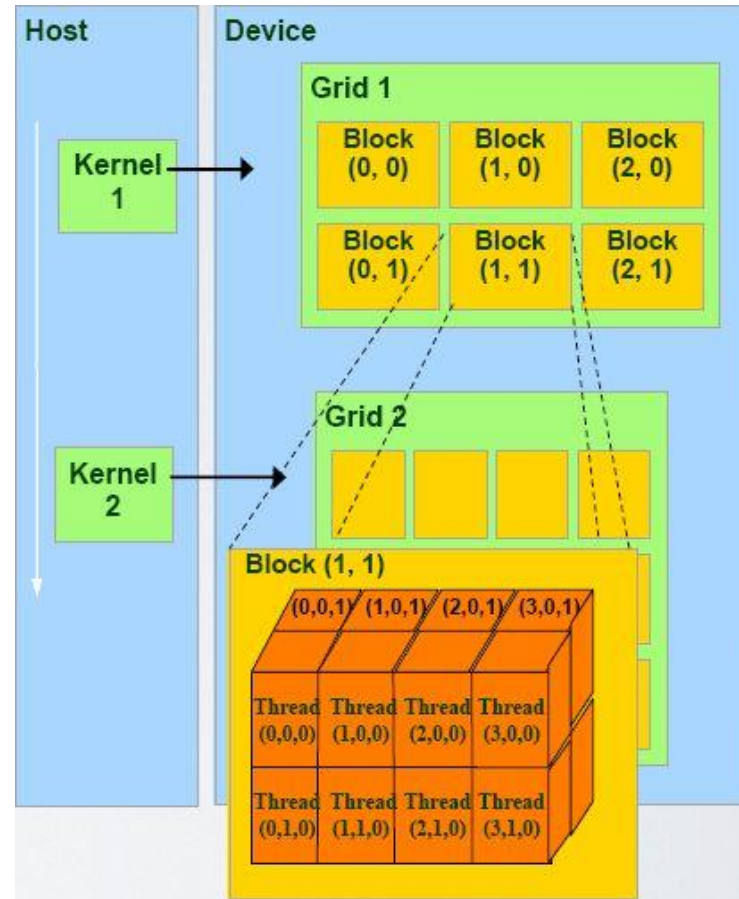 Host
Device
Grid 1
Kernel
1
Block
(0, 0)
Block
(1, 0)
Block
(2, 0)
Block
(0, 1)
Block
(1, 1)
Block
(2, 1)
Grid 2
Kernel
2
Block (1, 1)
(0,0,1) (1,0,1) (2,0,1) (3,0,1)
Thread Thread Thread Thread
(0,0,0) (1,0,0) (2,0,0) (3,0,0)
Thread Thread Thread Thread
(0,1,0) (1,1,0) (2,1,0) (3,1,0)